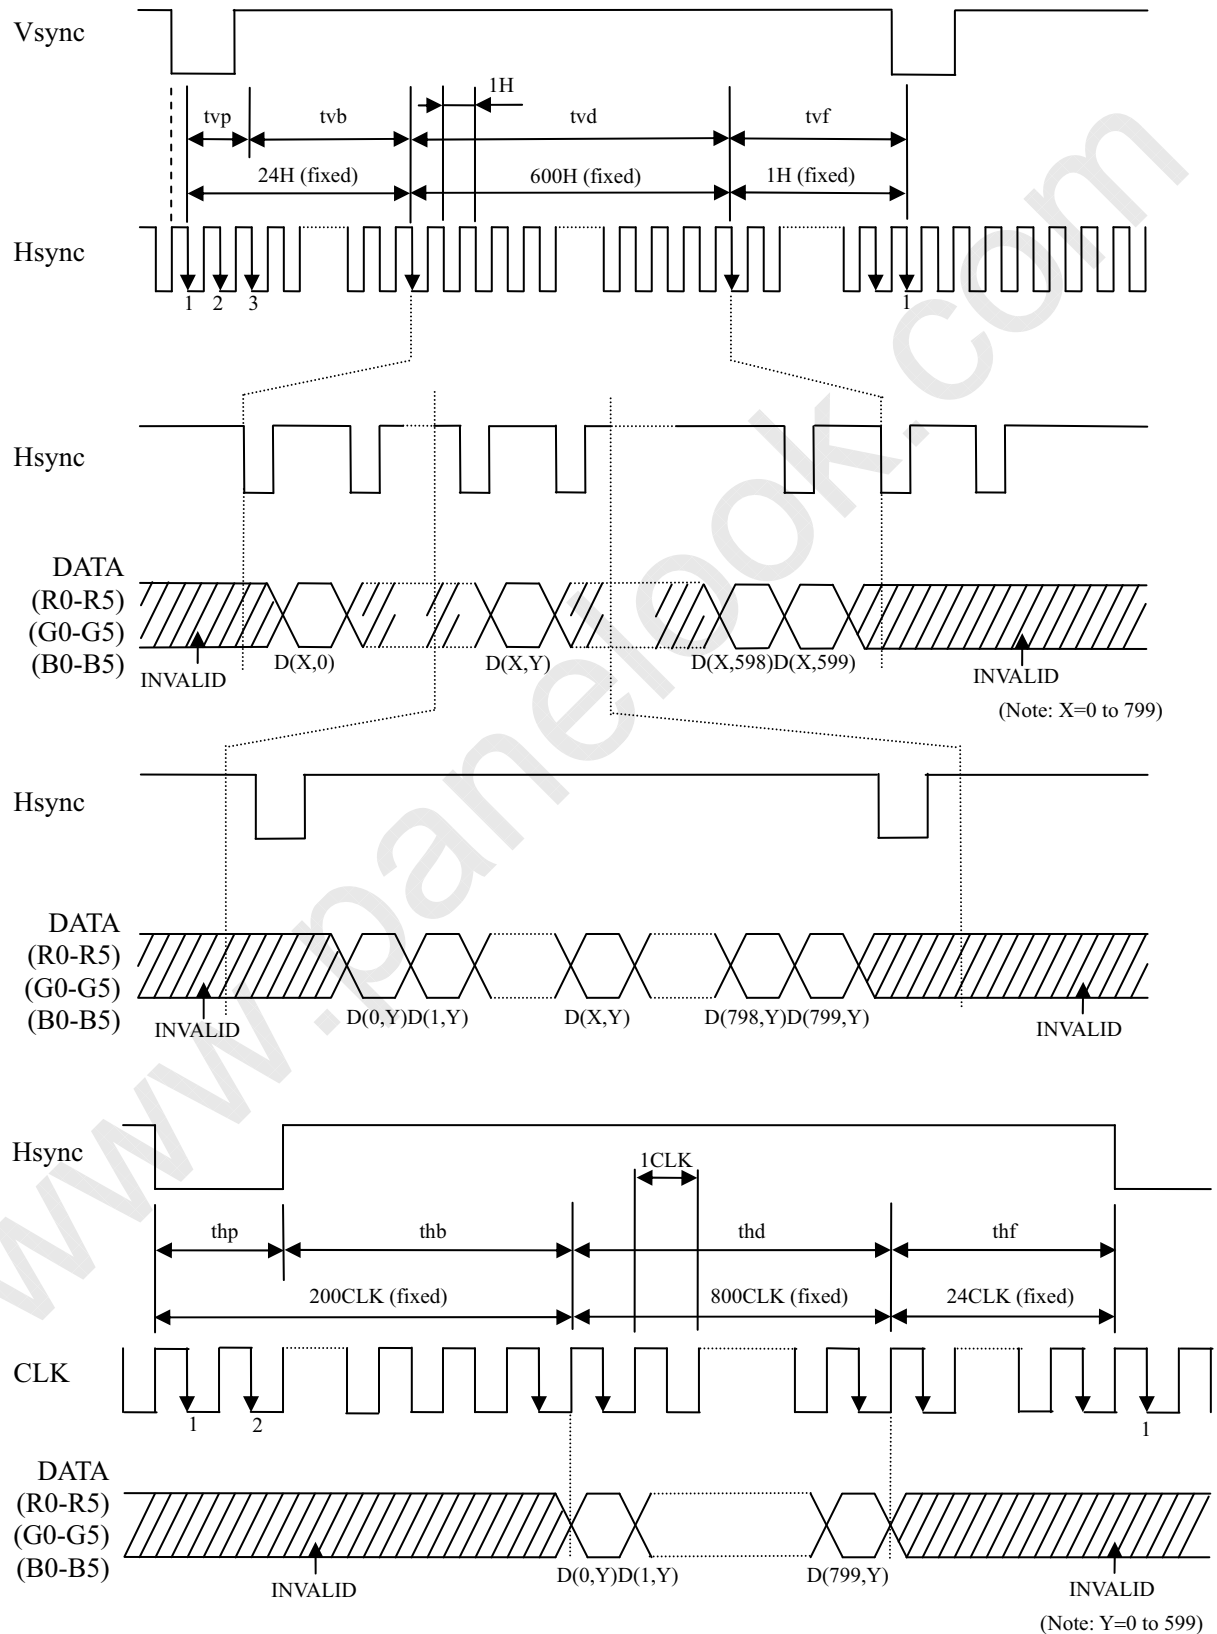 Vsync
1H
tvp tvb tvd tvf
24H (fixed) 600H (fixed) 1H (fixed)
Hsync
1 2 3 1
Hsync
DATA
(R0-R5)
(G0-G5)
(B0-B5)
D(X,0) D(X,Y) D(X,598)D(X,599)
INVALID INVALID
(Note: X=0 to 799)
Hsync
DATA
(R0-R5)
(G0-G5)
(B0-B5)
D(0,Y)D(1,Y) D(X,Y) D(798,Y)D(799,Y)
INVALID INVALID
Hsync
1CLK
thp thb thd thf
200CLK (fixed) 800CLK (fixed) 24CLK (fixed)
CLK
1 2 1
DATA
(R0-R5)
(G0-G5)
(B0-B5)
D(0,Y)D(1,Y) D(799,Y)
INVALID INVALID
(Note: Y=0 to 599)
www.panelook.com